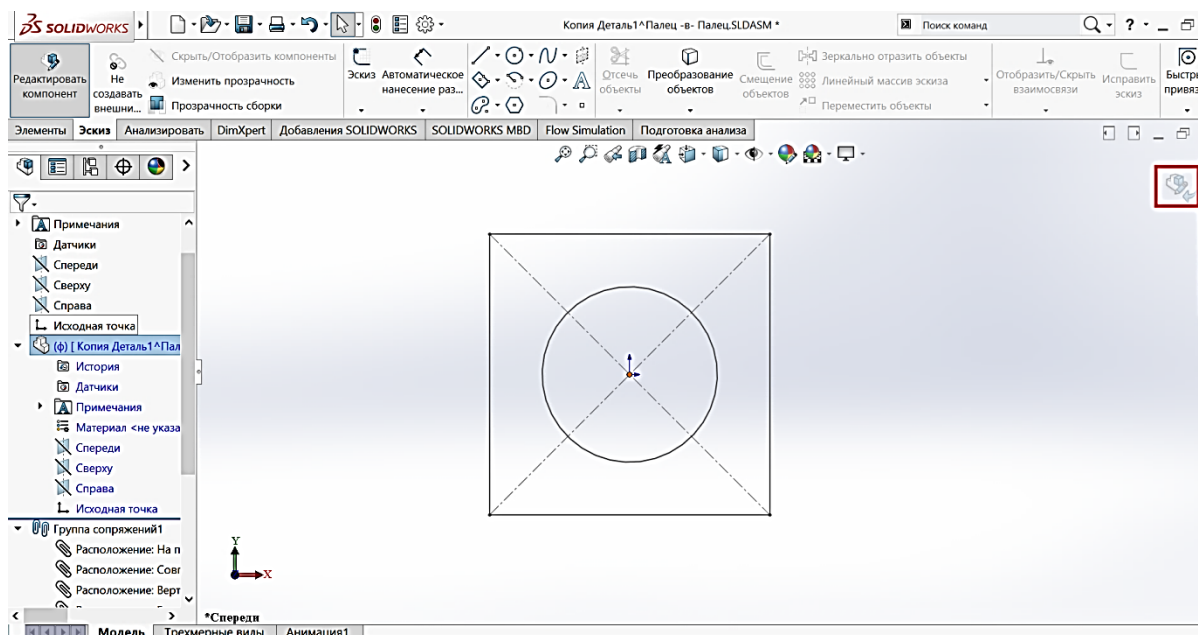 SOLIDWORKS
Копия Деталь1^Палец -в- Палец.SLDASM *
Поиск команд
?
Редактировать компонент
Не создавать внешни...
Скрыть/Отобразить компоненты
Изменить прозрачность
Прозрачность сборки
Эскиз
Автоматическое нанесение раз...
Отсечь объекты
Преобразование объектов
Смещение объектов
Зеркально отразить объекты
Линейный массив эскиза
Переместить объекты
Отобразить/Скрыть взаимосвязи
Исправить эскиз
Быстры
привяз
Элементы Эскиз Анализировать DimXpert Добавления SOLIDWORKS SOLIDWORKS MBD Flow Simulation Подготовка анализа
Примечания
Датчики
Спереди
Сверху
Справа
Исходная точка
(ф) [ Копия Деталь1^Пал
История
Датчики
Примечания
Материал <не указа
Спереди
Сверху
Справа
Исходная точка
Группа сопряжений1
Расположение: На п
Расположение: Совг
Расположение: Верт
Y
X
*Спереди
Модель Трехмерные виды Анимация1